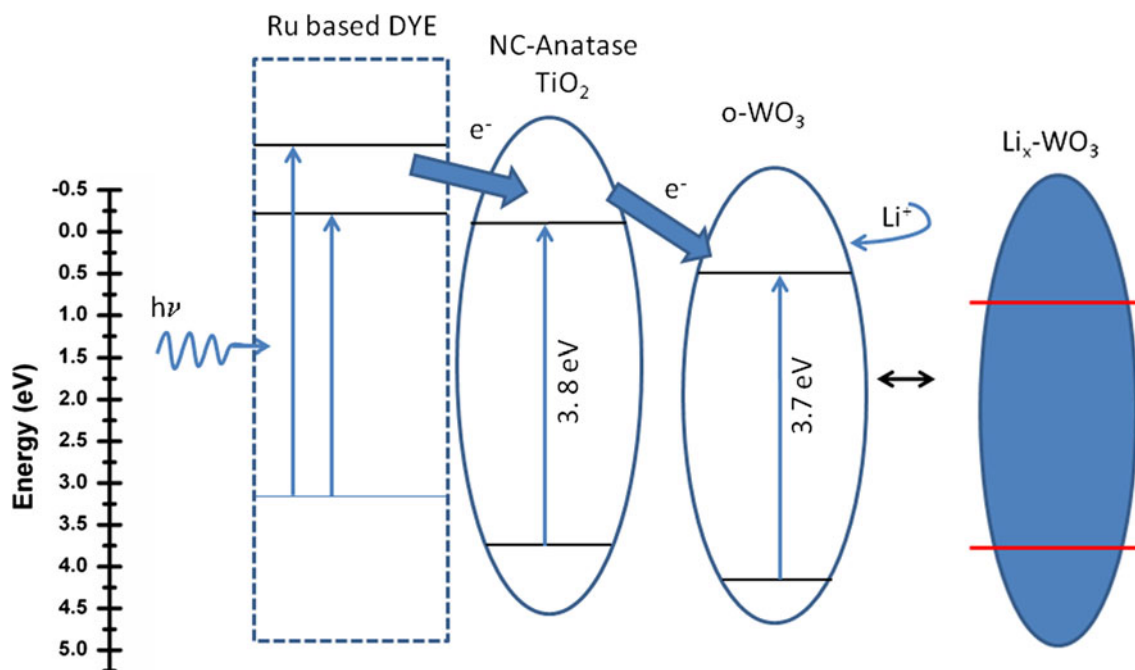 Ru based DYE
NC-Anatase
TiO₂
o-WO₃
Liₓ-WO₃
e⁻
e⁻
Li⁺
hν
3. 8 eV
3.7 eV
Energy (eV)
-0.5
0.0
0.5
1.0
1.5
2.0
2.5
3.0
3.5
4.0
4.5
5.0